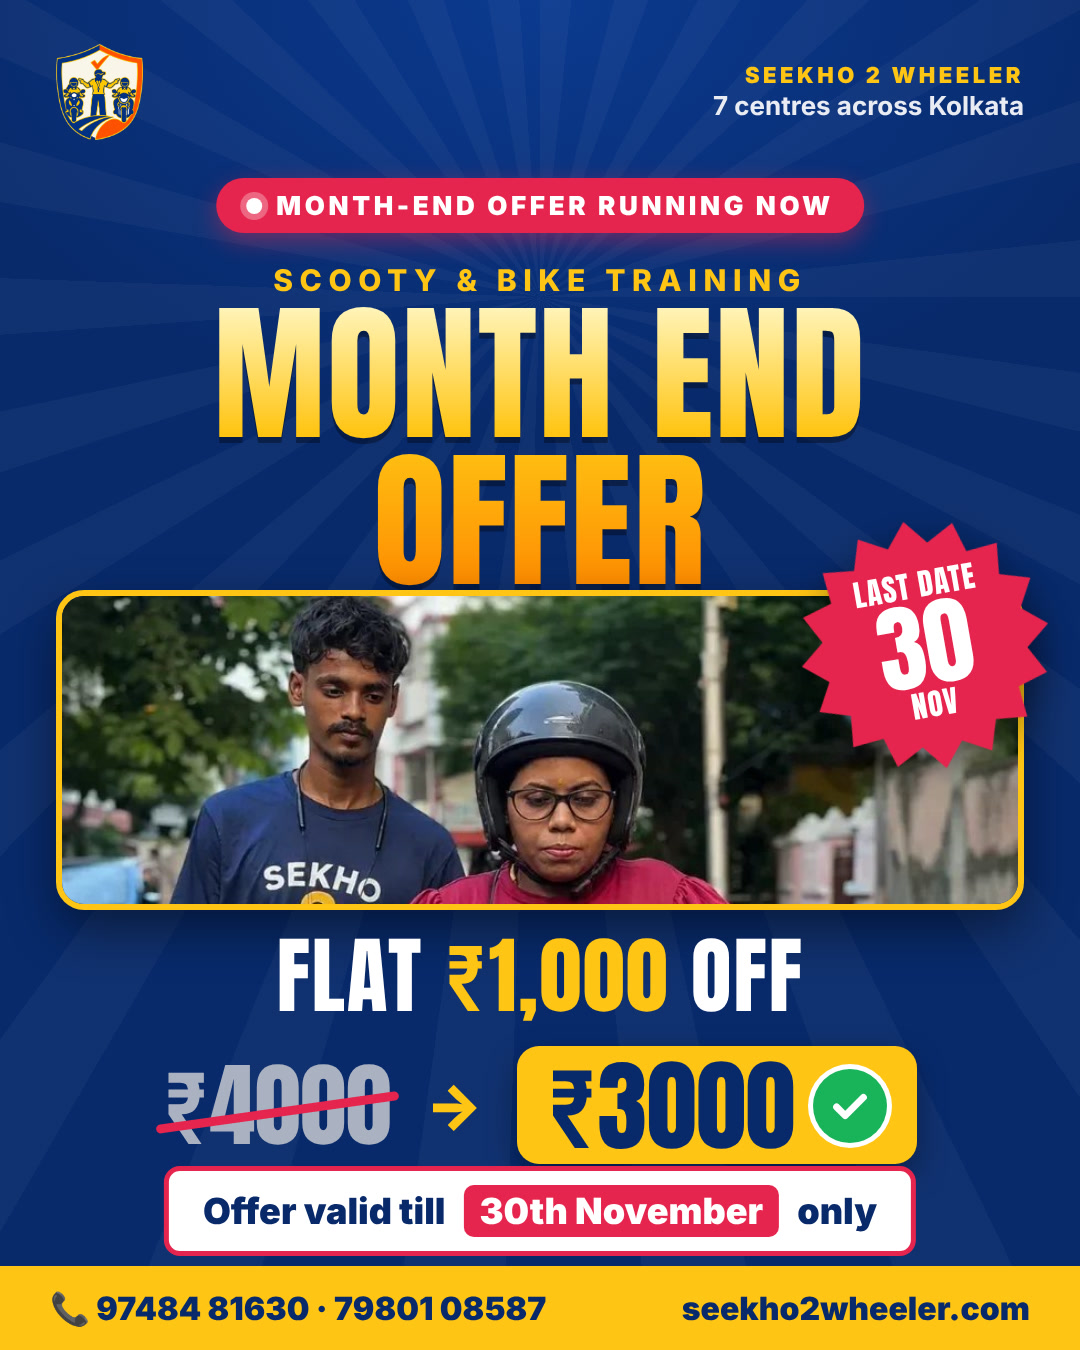 SEEKHO 2 WHEELER
7 centres across Kolkata
MONTH-END OFFER RUNNING NOW
SCOOTY & BIKE TRAINING
MONTH END
OFFER
LAST DATE
30
NOV
SEKHO
FLAT ₹1,000 OFF
₹4000 → ₹3000
Offer valid till 30th November only
97484 81630 · 79801 08587
seekho2wheeler.com